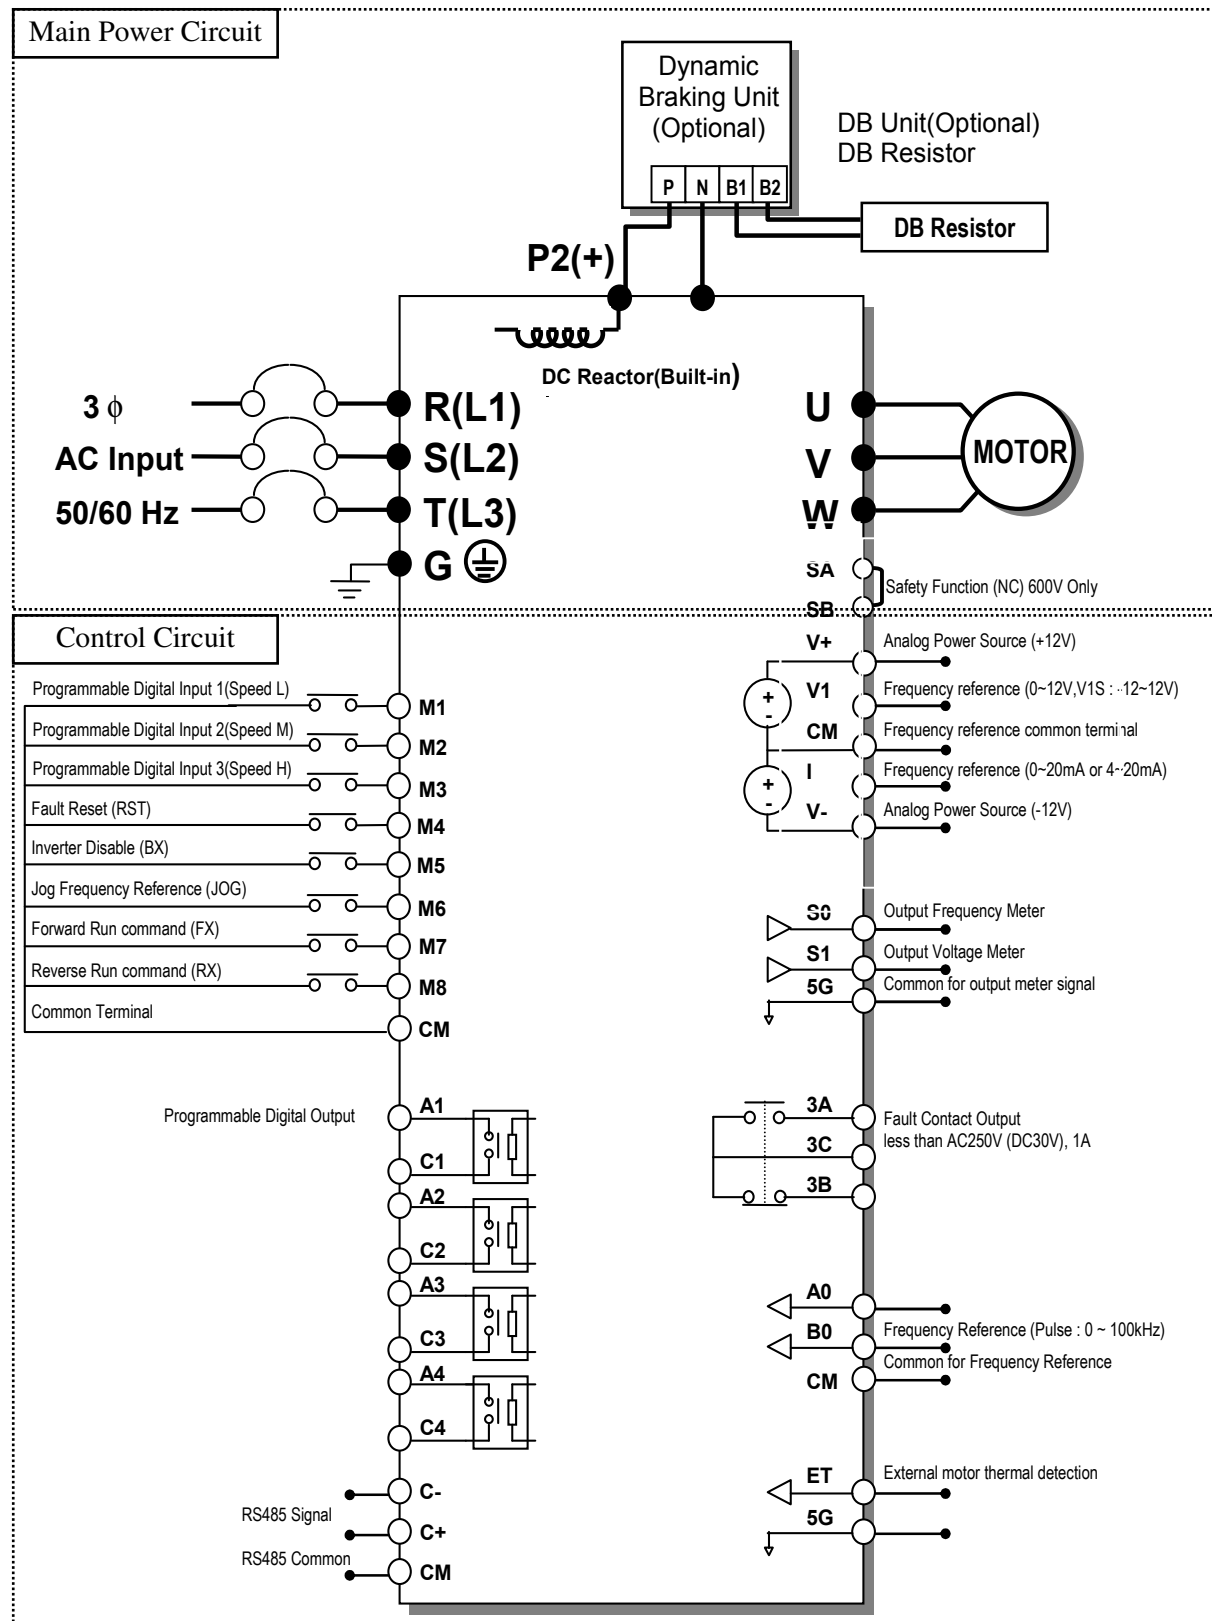 Main Power Circuit
Dynamic
Braking Unit
(Optional)
P N B1 B2
DB Unit(Optional)
DB Resistor
DB Resistor
P2(+)
DC Reactor(Built-in)
3 ϕ
AC Input
50/60 Hz
R(L1)
S(L2)
T(L3)
G
U
V
W
MOTOR
SA
SB
Safety Function (NC) 600V Only
Control Circuit
Programmable Digital Input 1(Speed L)
M1
Programmable Digital Input 2(Speed M)
M2
Programmable Digital Input 3(Speed H)
M3
Fault Reset (RST)
M4
Inverter Disable (BX)
M5
Jog Frequency Reference (JOG)
M6
Forward Run command (FX)
M7
Reverse Run command (RX)
M8
Common Terminal
CM
V+
Analog Power Source (+12V)
+
-
V1
Frequency reference (0~12V,V1S : -12~12V)
CM
Frequency reference common terminal
+
-
I
Frequency reference (0~20mA or 4~20mA)
V-
Analog Power Source (-12V)
S0
Output Frequency Meter
S1
Output Voltage Meter
5G
Common for output meter signal
Programmable Digital Output
A1
C1
A2
C2
A3
C3
A4
C4
3A
3C
3B
Fault Contact Output
less than AC250V (DC30V), 1A
A0
B0
Frequency Reference (Pulse : 0 ~ 100kHz)
CM
Common for Frequency Reference
RS485 Signal
C-
C+
RS485 Common
CM
ET
External motor thermal detection
5G